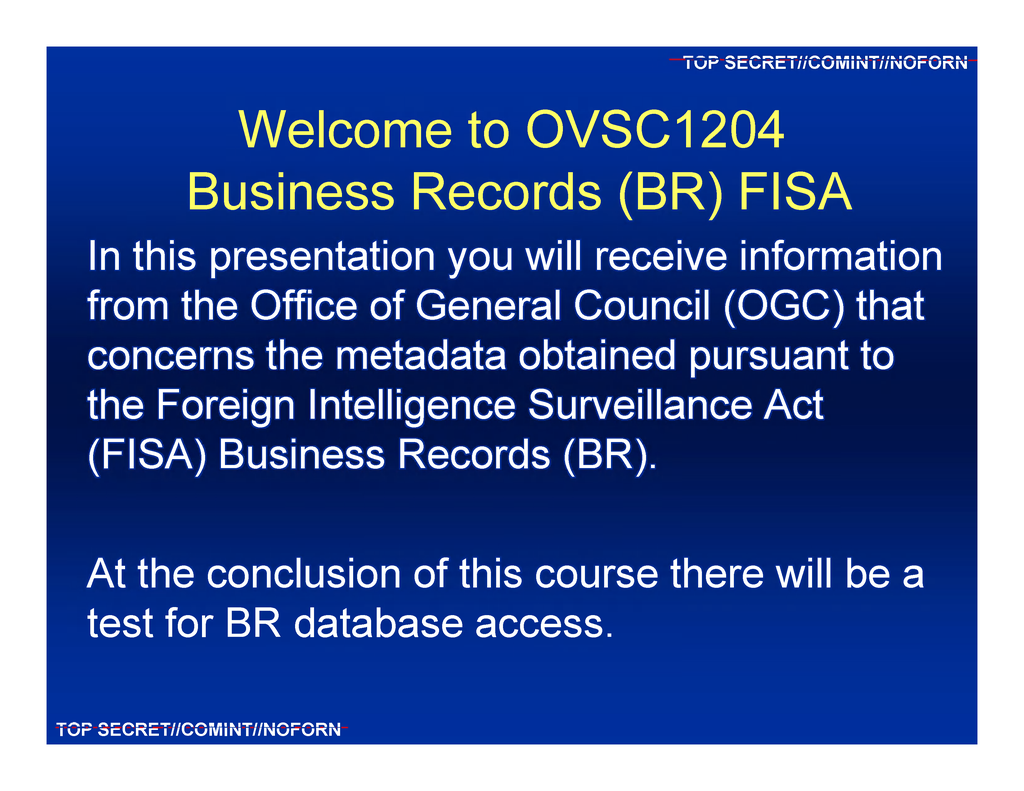 TOP SECRET//COMINT//NOFORN
Welcome to OVSC1204
Business Records (BR) FISA
In this presentation you will receive information
from the Office of General Council (OGC) that
concerns the metadata obtained pursuant to
the Foreign Intelligence Surveillance Act
(FISA) Business Records (BR).
At the conclusion of this course there will be a
test for BR database access.
TOP SECRET//COMINT//NOFORN